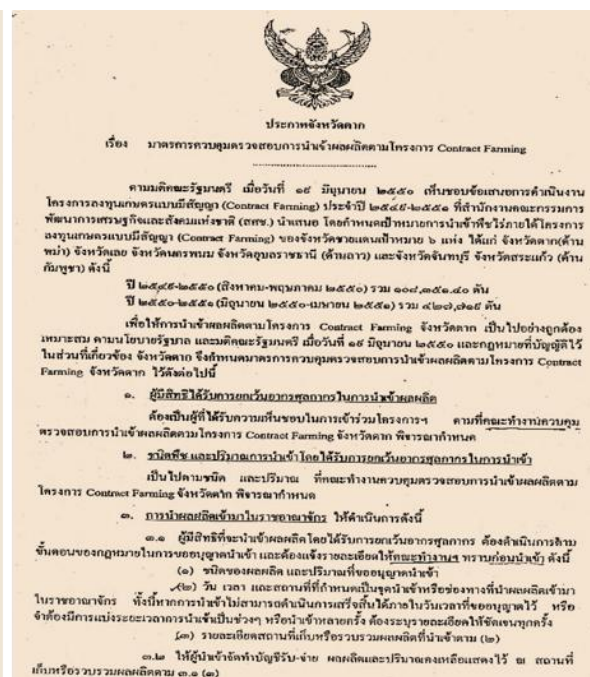 ประกาศจังหวัดตาก
เรื่อง มาตรการควบคุมตรวจสอบการนำเข้าผลผลิตตามโครงการ Contract Farming
ตามมติคณะรัฐมนตรี เมื่อวันที่ ๑๙ มิถุนายน ๒๕๕๐ เห็นชอบข้อเสนอการดำเนินงาน
โครงการลงทุนเกษตรแบบมีสัญญา (Contract Farming) ประจำปี ๒๕๔๙-๒๕๕๑ ที่สำนักงานคณะกรรมการ
พัฒนาการเศรษฐกิจและสังคมแห่งชาติ (สศช.) นำเสนอ โดยกำหนดเป้าหมายการนำเข้าพืชไร่ภายใต้โครงการ
ลงทุนเกษตรแบบมีสัญญา (Contract Farming) ของจังหวัดชายแดนเป้าหมาย ๖ แห่ง ได้แก่ จังหวัดตาก(ด้าน
พม่า) จังหวัดเลย จังหวัดนครพนม จังหวัดอุบลราชธานี (ด้านลาว) และจังหวัดจันทบุรี จังหวัดสระแก้ว (ด้าน
กัมพูชา) ดังนี้
ปี ๒๕๔๙-๒๕๕๐ (สิงหาคม-พฤษภาคม ๒๕๕๐) รวม ๑๐๘,๓๕๑.๔๐ ตัน
ปี ๒๕๕๐-๒๕๕๑ (มิถุนายน ๒๕๕๐-เมษายน ๒๕๕๑) รวม ตัน
เพื่อให้การนำเข้าผลผลิตตามโครงการ Contract Farming จังหวัดตาก เป็นไปอย่างถูกต้อง
เหมาะสม ตามนโยบายรัฐบาล และมติคณะรัฐมนตรี เมื่อวันที่ ๑๙ มิถุนายน ๒๕๕๐ และกฎหมายที่บัญญัติไว้
ในส่วนที่เกี่ยวข้อง จังหวัดตาก จึงกำหนดมาตรการควบคุมตรวจสอบการนำเข้าผลผลิตตามโครงการ Contract
Farming จังหวัดตาก ไว้ดังต่อไปนี้
๑. ผู้มีสิทธิได้รับการยกเว้นอากรศุลกากรในการนำเข้าผลผลิต
ต้องเป็นผู้ที่ได้รับความเห็นชอบในการเข้าร่วมโครงการฯ ตามที่คณะทำงานควบคุม
ตรวจสอบการนำเข้าผลผลิตตามโครงการ Contract Farming จังหวัดตาก พิจารณากำหนด
๒. ชนิดพืช และปริมาณการนำเข้าโดยได้รับการยกเว้นอากรศุลกากรในการนำเข้า
เป็นไปตามชนิด และปริมาณ ที่คณะทำงานควบคุมตรวจสอบการนำเข้าผลผลิตตาม
โครงการ Contract Farming จังหวัดตาก พิจารณากำหนด
๓. การนำผลผลิตเข้ามาในราชอาณาจักร ให้ดำเนินการดังนี้
๓.๑ ผู้มีสิทธิที่จะนำเข้าผลผลิตโดยได้รับการยกเว้นอากรศุลกากร ต้องดำเนินการตาม
ขั้นตอนของกฎหมายในการขออนุญาตนำเข้า และต้องแจ้งรายละเอียดให้คณะทำงานฯ ทราบก่อนนำเข้า ดังนี้
(๑) ชนิดของผลผลิต และปริมาณที่ขออนุญาตนำเข้า
(๒) วัน เวลา และสถานที่ที่กำหนดเป็นจุดนำเข้าหรือช่องทางที่นำผลผลิตเข้ามา
ในราชอาณาจักร ทั้งนี้หากการนำเข้าไม่สามารถดำเนินการเสร็จสิ้นได้ภายในวันเวลาที่ขออนุญาตไว้ หรือ
จำต้องมีการแบ่งระยะเวลาการนำเข้าเป็นช่วงๆ หรือนำเข้าหลายครั้ง ต้องระบุรายละเอียดให้ชัดเจนทุกครั้ง
(๓) รายละเอียดสถานที่เก็บหรือรวบรวมผลผลิตที่นำเข้าตาม (๒)
๓.๒ ให้ผู้นำเข้าจัดทำบัญชีรับ-จ่าย ผลผลิตและปริมาณคงเหลือแสดงไว้ ณ สถานที่
เก็บหรือรวบรวมผลผลิตตาม ๓.๑ (๓)